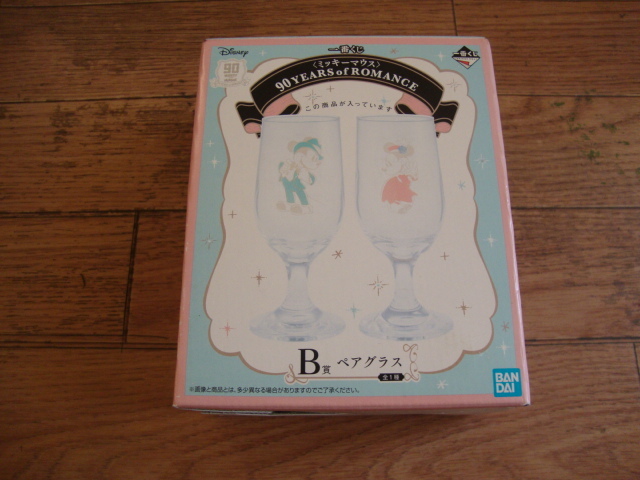 Disney
一番くじ
一番くじ
90
〈ミッキーマウス〉
90 YEARS of ROMANCE
この商品が入っています
B賞 ペアグラス
全1種
※画像と商品とは、多少異なる場合がありますのでご了承ください。
BAN
DAI